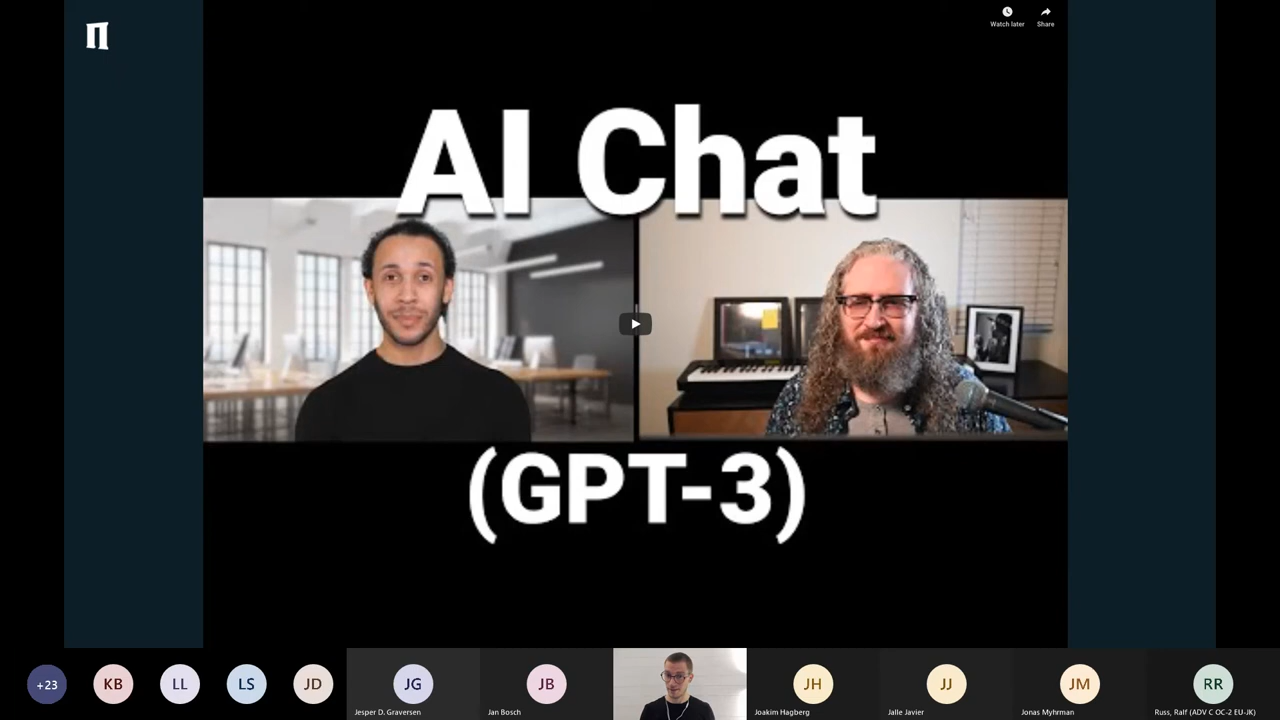 Watch later
Share
AI Chat
(GPT-3)
+23
KB
LL
LS
JD
JG
JB
JH
JJ
JM
RR
Jesper D. Graversen
Jan Bosch
Joakim Hagberg
Jalle Javier
Jonas Myhrman
Russ, Ralf (ADV C OC-2 EU-JK)